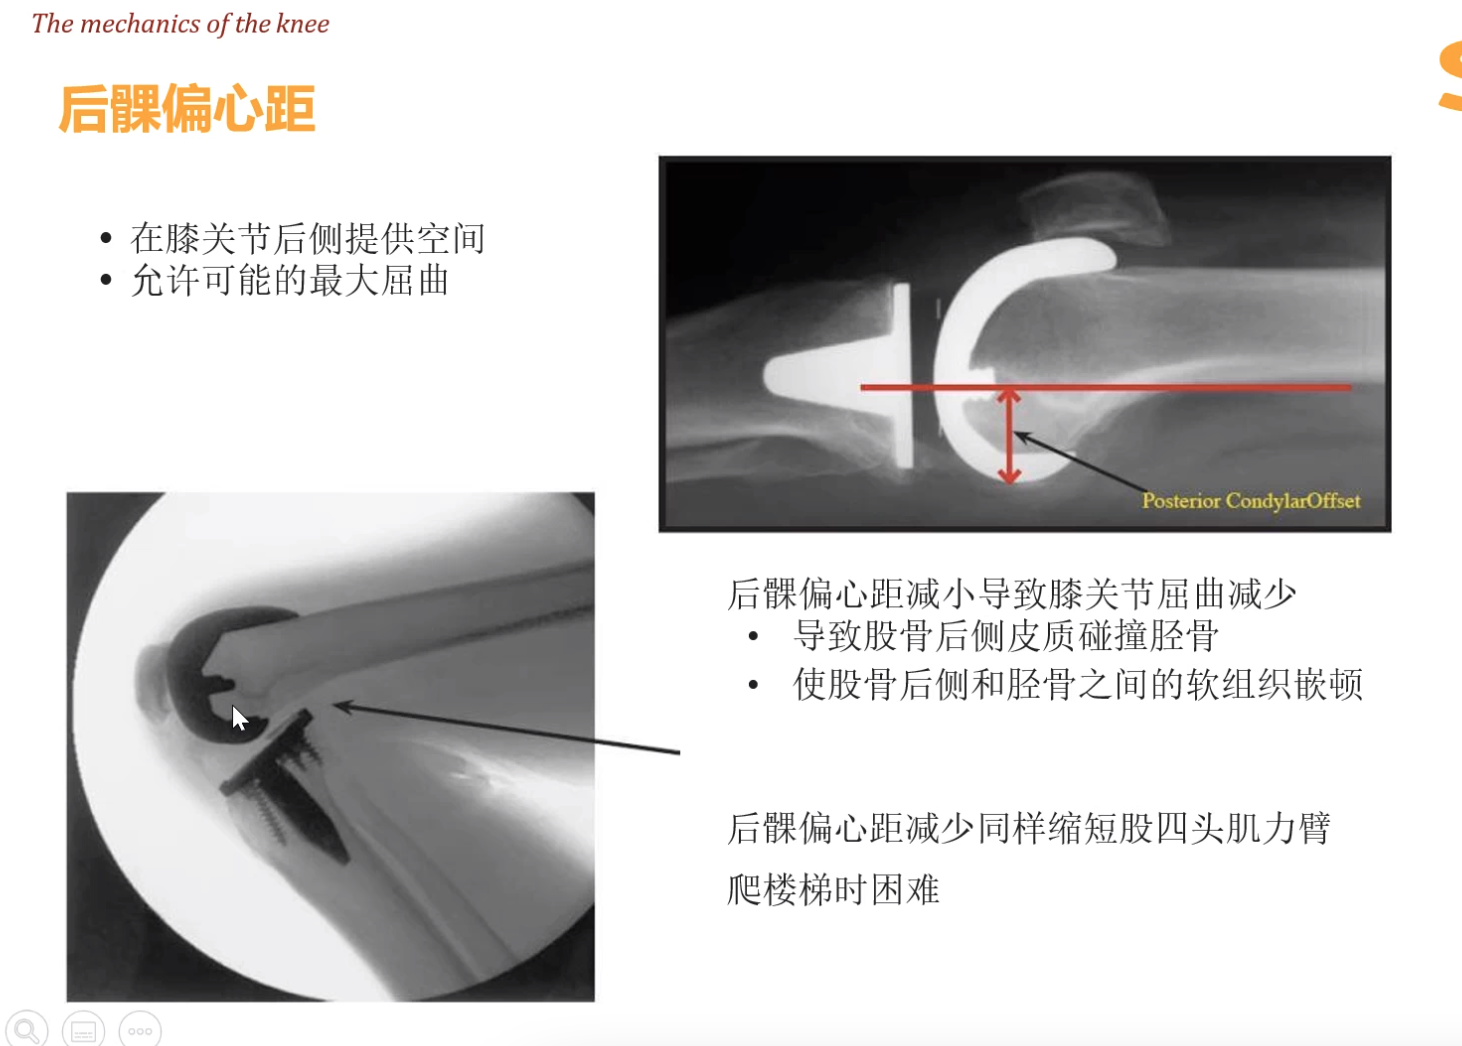 The mechanics of the knee
后髁偏心距
• 在膝关节后侧提供空间
• 允许可能的最大屈曲
Posterior CondylarOffset
后髁偏心距减小导致膝关节屈曲减少
• 导致股骨后侧皮质碰撞胫骨
• 使股骨后侧和胫骨之间的软组织嵌顿
后髁偏心距减少同样缩短股四头肌力臂
爬楼梯时困难